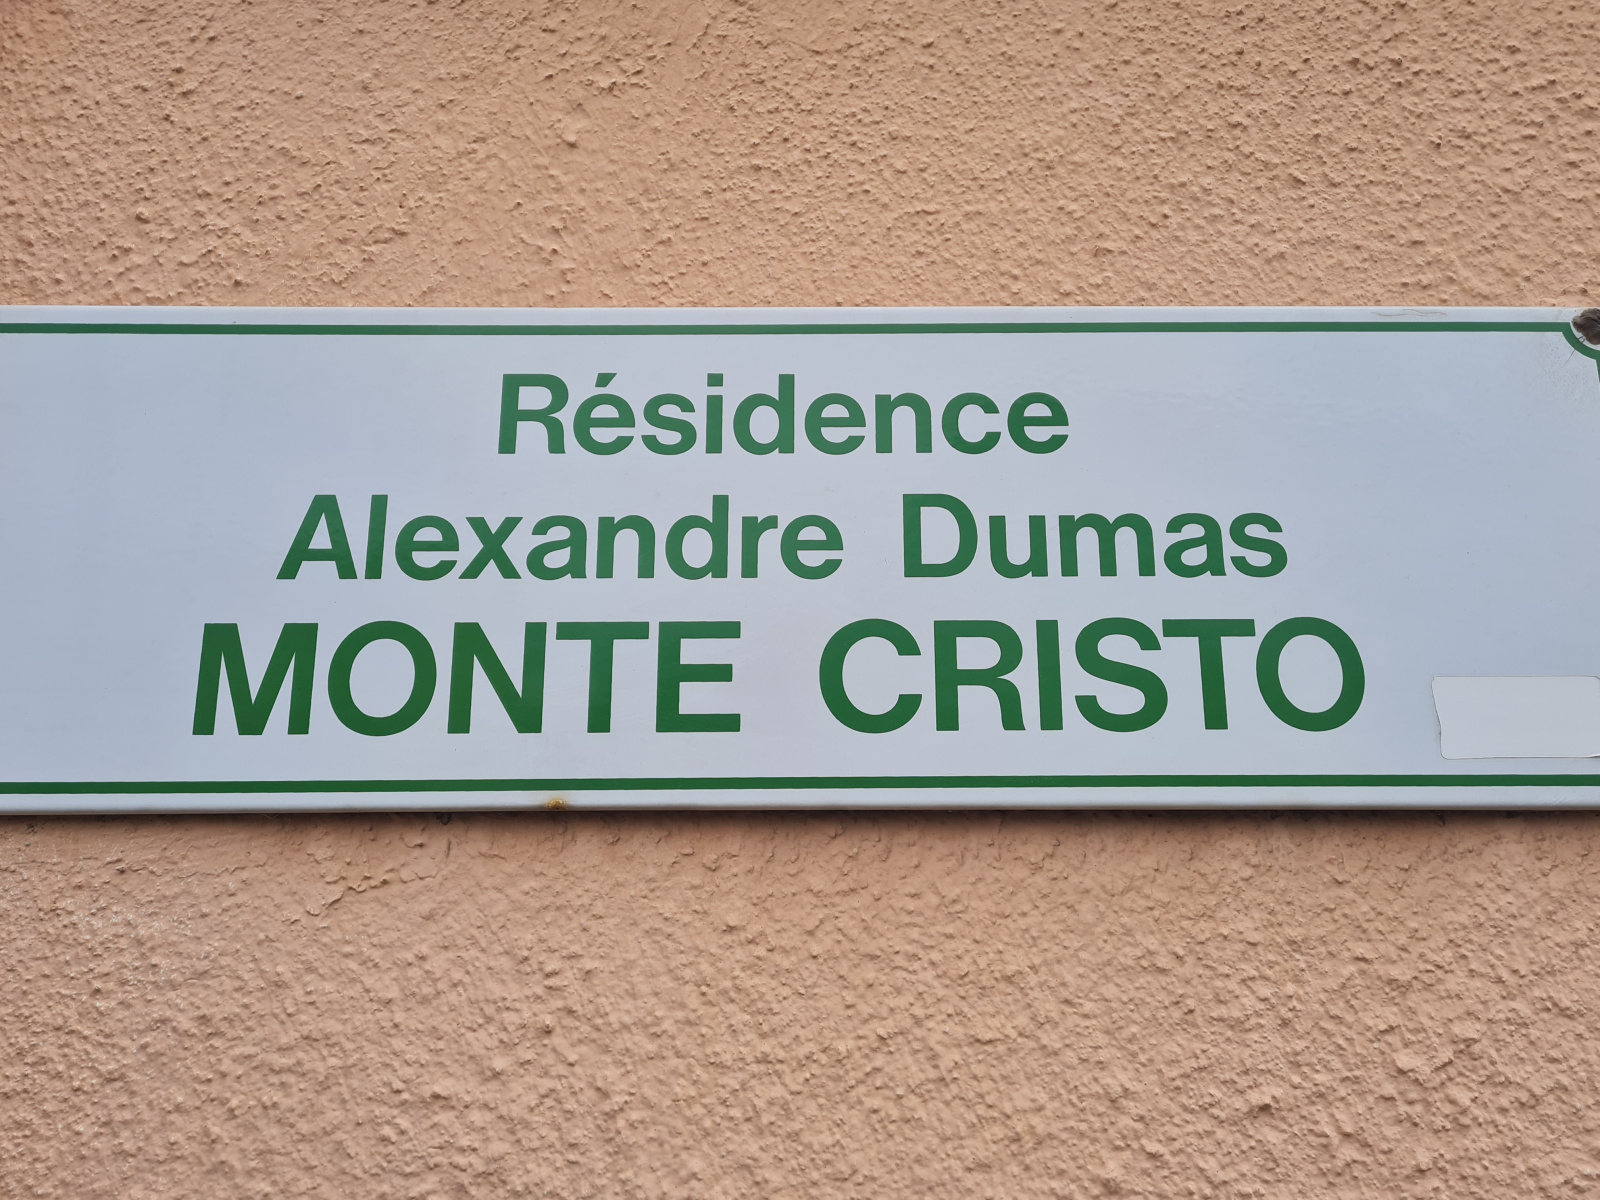 Résidence
Alexandre Dumas
MONTE CRISTO